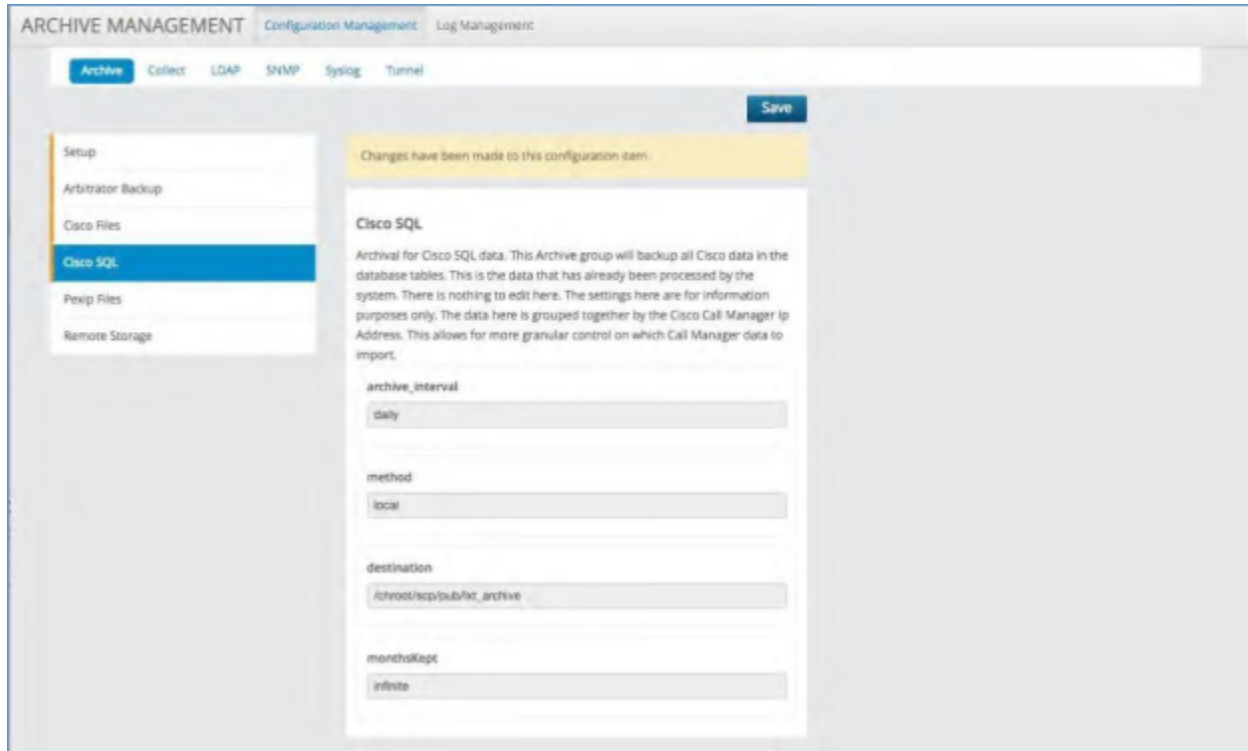 ARCHIVE MANAGEMENT Configuration Management Log Management
Archive Collect LDAP SNMP Syslog Tunnel
Save
Setup
Arbitrator Backup
Cisco Files
Cisco SQL
Pexip Files
Remote Storage
Changes have been made to this configuration item
Cisco SQL
Archival for Cisco SQL data. This Archive group will backup all Cisco data in the
database tables. This is the data that has already been processed by the
system. There is nothing to edit here. The settings here are for information
purposes only. The data here is grouped together by the Cisco Call Manager Ip
Address. This allows for more granular control on which Call Manager data to
import.
archive_interval
daily
method
local
destination
/chroot/scp/pub/lxt_archive
monthsKept
infinite